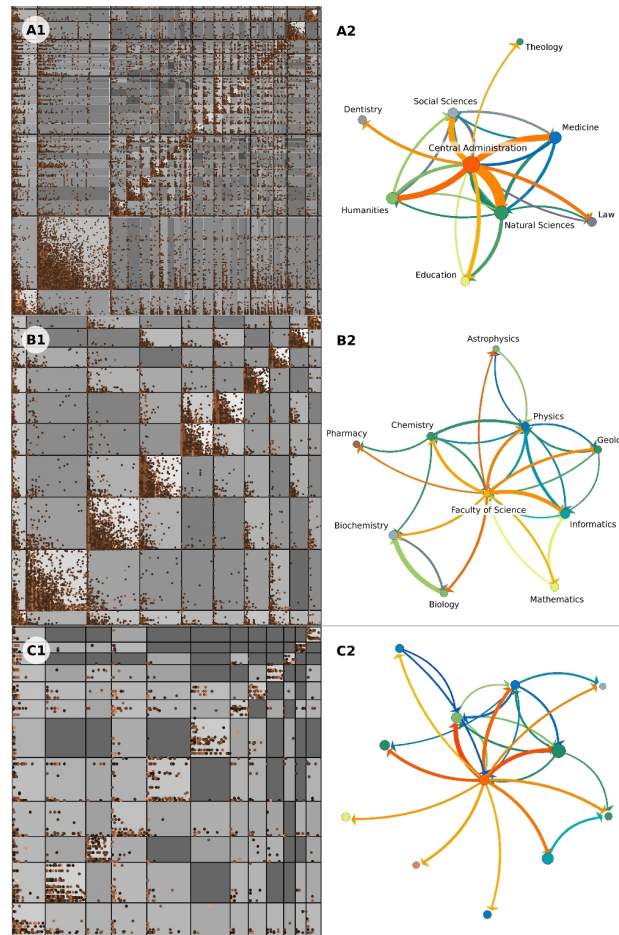 A1
A2
Theology
Social Sciences
Dentistry
Medicine
Central Administration
Humanities
Law
Natural Sciences
Education
B1
B2
Astrophysics
Physics
Chemistry
Pharmacy
Geolo
Faculty of Science
Informatics
Biochemistry
Mathematics
Biology
C1
C2